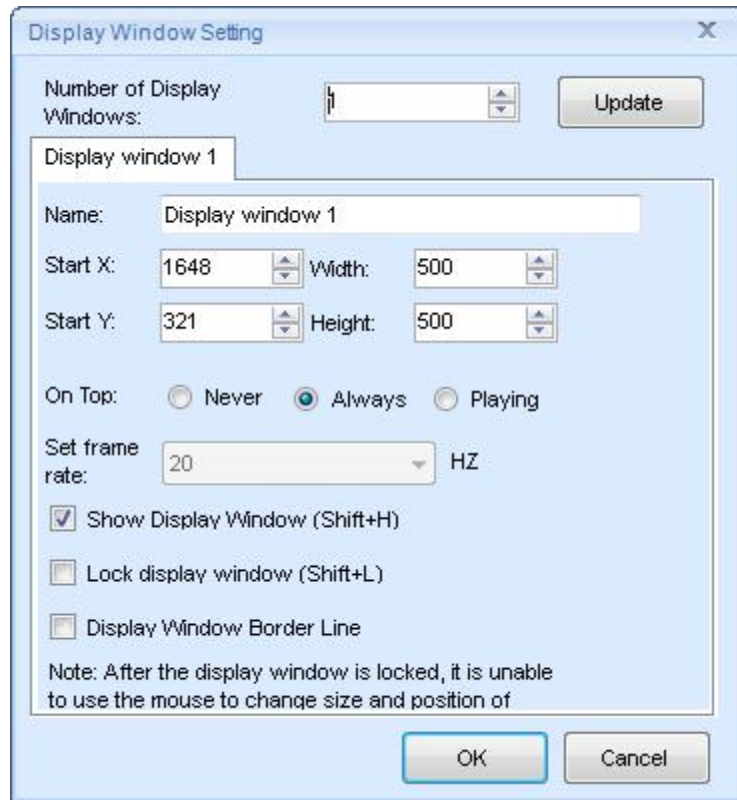 Display Window Setting
Number of Display
Windows:
1
Update
Display window 1
Name:
Display window 1
Start X:
1648
Width:
500
Start Y:
321
Height:
500
On Top:
Never
Always
Playing
Set frame
rate:
20
HZ
Show Display Window (Shift+H)
Lock display window (Shift+L)
Display Window Border Line
Note: After the display window is locked, it is unable
to use the mouse to change size and position of
OK
Cancel